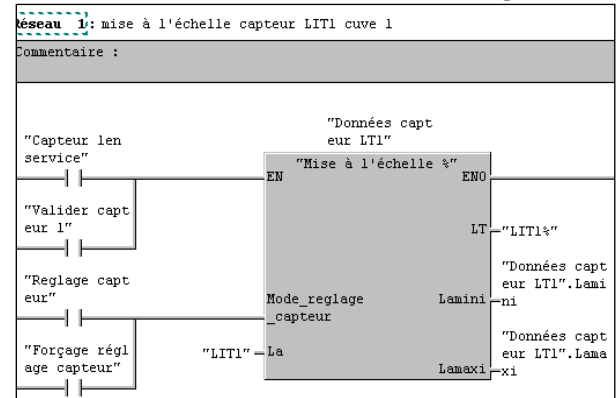 Réseau 1: mise à l'échelle capteur LIT1 cuve 1
Commentaire :
"Données capt
eur LT1"
"Capteur 1en
service"
"Mise à l'échelle %"
EN
ENO
"Valider capt
eur 1"
LT
"LIT1%"
"Reglage capt
eur"
Mode_reglage
_capteur
Lamini
"Données capt
eur LT1".Lami
ni
"Forçage régl
age capteur"
"LIT1"
La
Lamaxi
"Données capt
eur LT1".Lama
xi